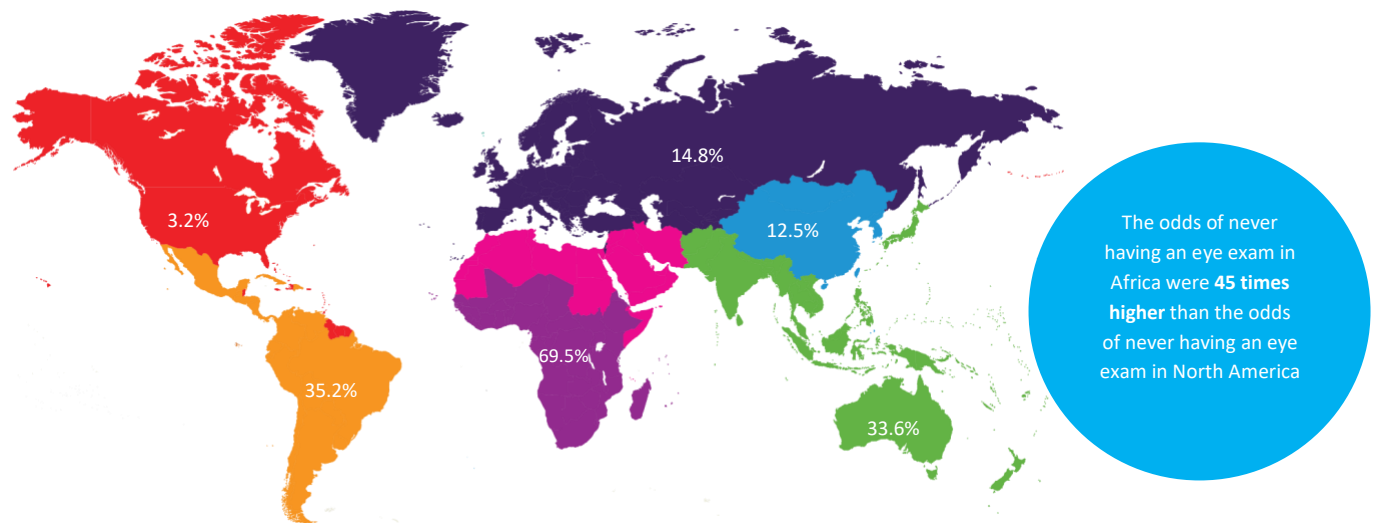 14.8%
3.2%
12.5%
69.5%
35.2%
33.6%
The odds of never
having an eye exam in
Africa were 45 times
higher than the odds
of never having an eye
exam in North America